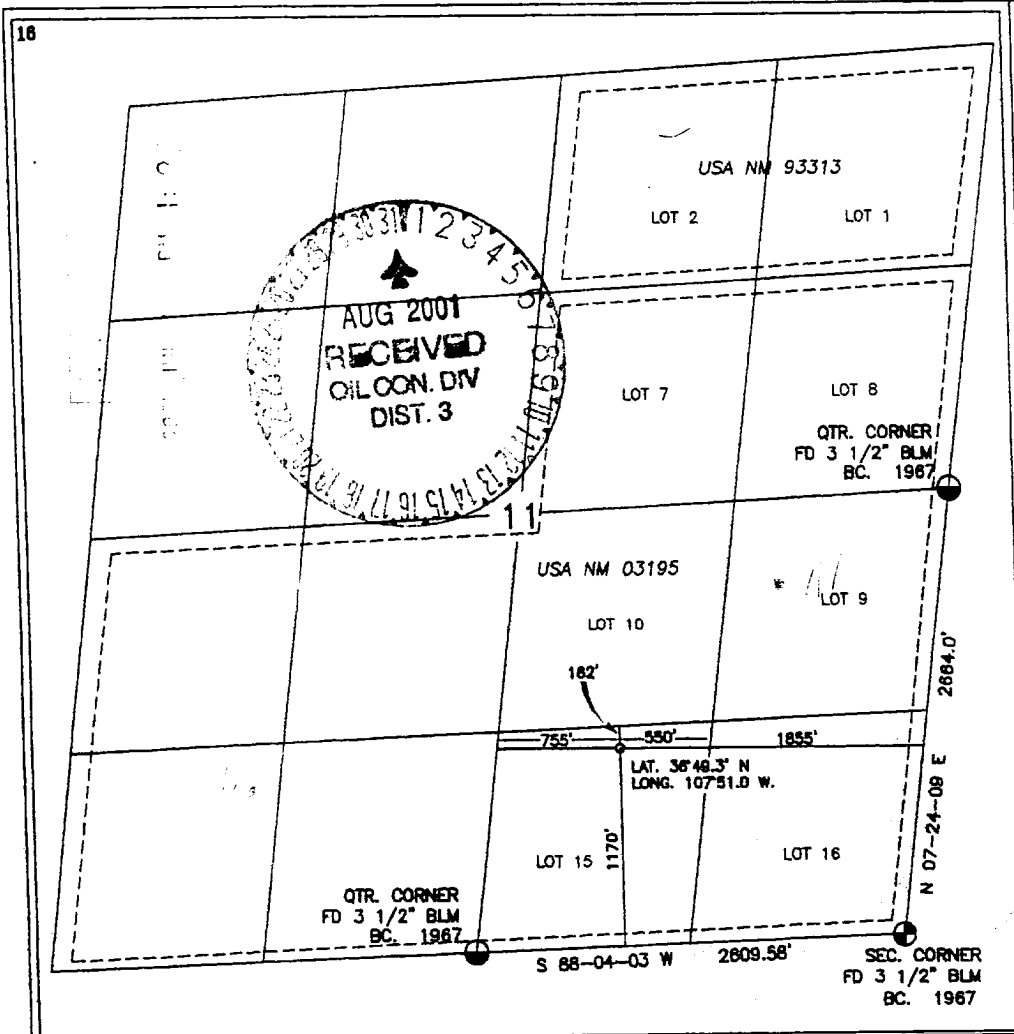 16
USA NM 93313
LOT 2
LOT 1
AUG 2001
RECEIVED
OIL CON. DIV
DIST. 3
LOT 7
LOT 8
QTR. CORNER
FD 3 1/2" BLM
BC. 1967
11
USA NM 03195
LOT 9
LOT 10
2664.0'
162'
755'
550'
1855'
LAT. 36°49.3' N
LONG. 107°51.0 W.
1170'
LOT 15
LOT 16
N 07-24-09 E
QTR. CORNER
FD 3 1/2" BLM
BC. 1967
S 88-04-03 W
2609.58'
SEC. CORNER
FD 3 1/2" BLM
BC. 1967